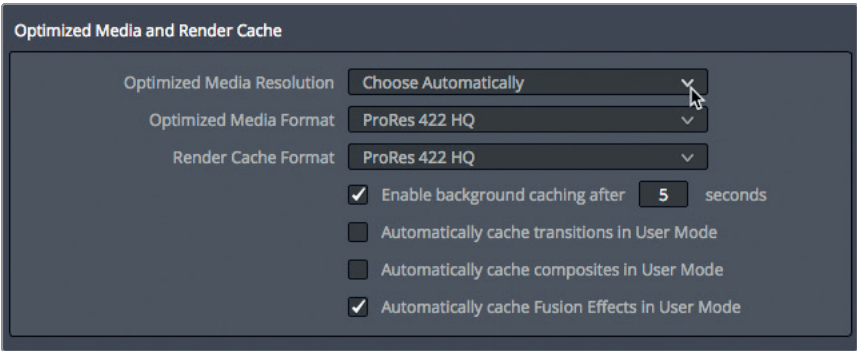 Optimized Media and Render Cache
Optimized Media Resolution Choose Automatically
Optimized Media Format ProRes 422 HQ
Render Cache Format ProRes 422 HQ
Enable background caching after 5 seconds
Automatically cache transitions in User Mode
Automatically cache composites in User Mode
Automatically cache Fusion Effects in User Mode